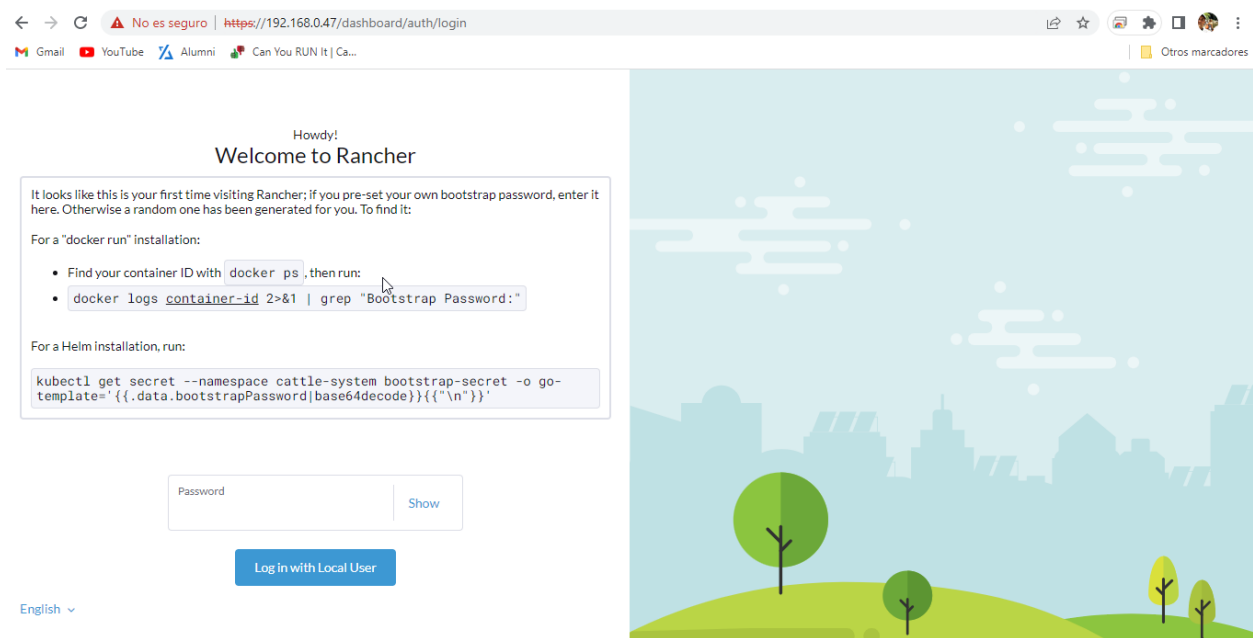 No es seguro | https://192.168.0.47/dashboard/auth/login
Gmail YouTube Alumni Can You RUN It | Ca... Otros marcadores
Howdy!
Welcome to Rancher
It looks like this is your first time visiting Rancher; if you pre-set your own bootstrap password, enter it
here. Otherwise a random one has been generated for you. To find it:
For a "docker run" installation:
• Find your container ID with docker ps, then run:
• docker logs container-id 2>&1 | grep "Bootstrap Password:"
For a Helm installation, run:
kubectl get secret --namespace cattle-system bootstrap-secret -o go-
template='{{.data.bootstrapPassword|base64decode}}{{"\n"}}'
Password
Show
Log in with Local User
English